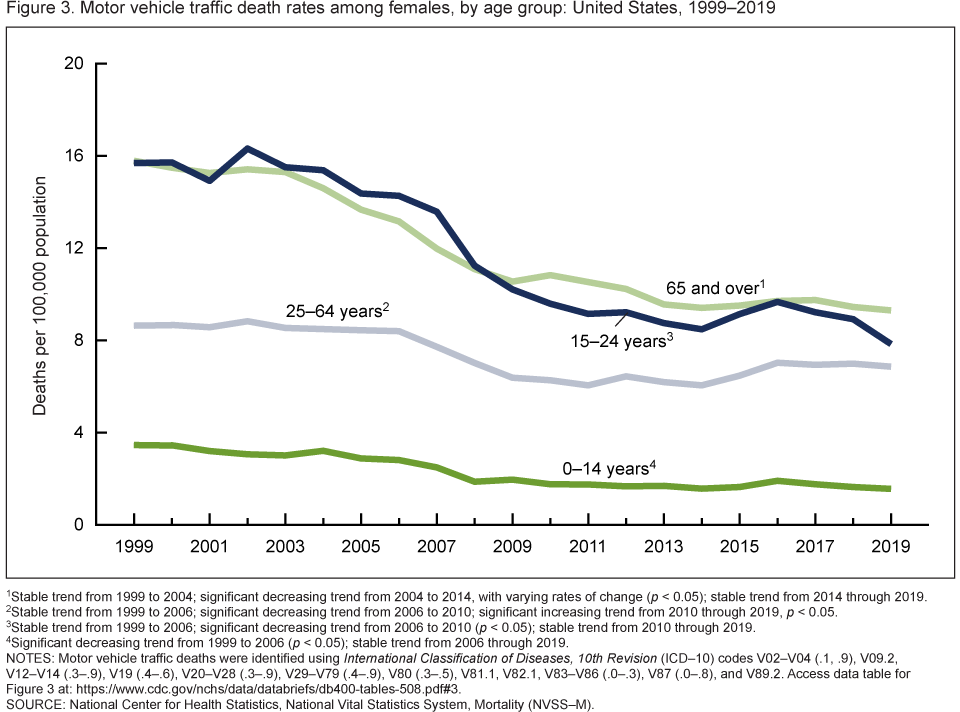 Figure 3. Motor vehicle traffic death rates among females, by age group: United States, 1999–2019
20
16
12
8
4
0
Deaths per 100,000 population
65 and over¹
25–64 years²
15–24 years³
0–14 years⁴
1999 2001 2003 2005 2007 2009 2011 2013 2015 2017 2019
¹Stable trend from 1999 to 2004; significant decreasing trend from 2004 to 2014, with varying rates of change (p < 0.05); stable trend from 2014 through 2019.
²Stable trend from 1999 to 2006; significant decreasing trend from 2006 to 2010; significant increasing trend from 2010 through 2019, p < 0.05.
³Stable trend from 1999 to 2006; significant decreasing trend from 2006 to 2010 (p < 0.05); stable trend from 2010 through 2019.
⁴Significant decreasing trend from 1999 to 2006 (p < 0.05); stable trend from 2006 through 2019.
NOTES: Motor vehicle traffic deaths were identified using International Classification of Diseases, 10th Revision (ICD–10) codes V02–V04 (.1, .9), V09.2,
V12–V14 (.3–.9), V19 (.4–.6), V20–V28 (.3–.9), V29–V79 (.4–.9), V80 (.3–.5), V81.1, V82.1, V83–V86 (.0–.3), V87 (.0–.8), and V89.2. Access data table for
Figure 3 at: https://www.cdc.gov/nchs/data/databriefs/db400-tables-508.pdf#3.
SOURCE: National Center for Health Statistics, National Vital Statistics System, Mortality (NVSS–M).